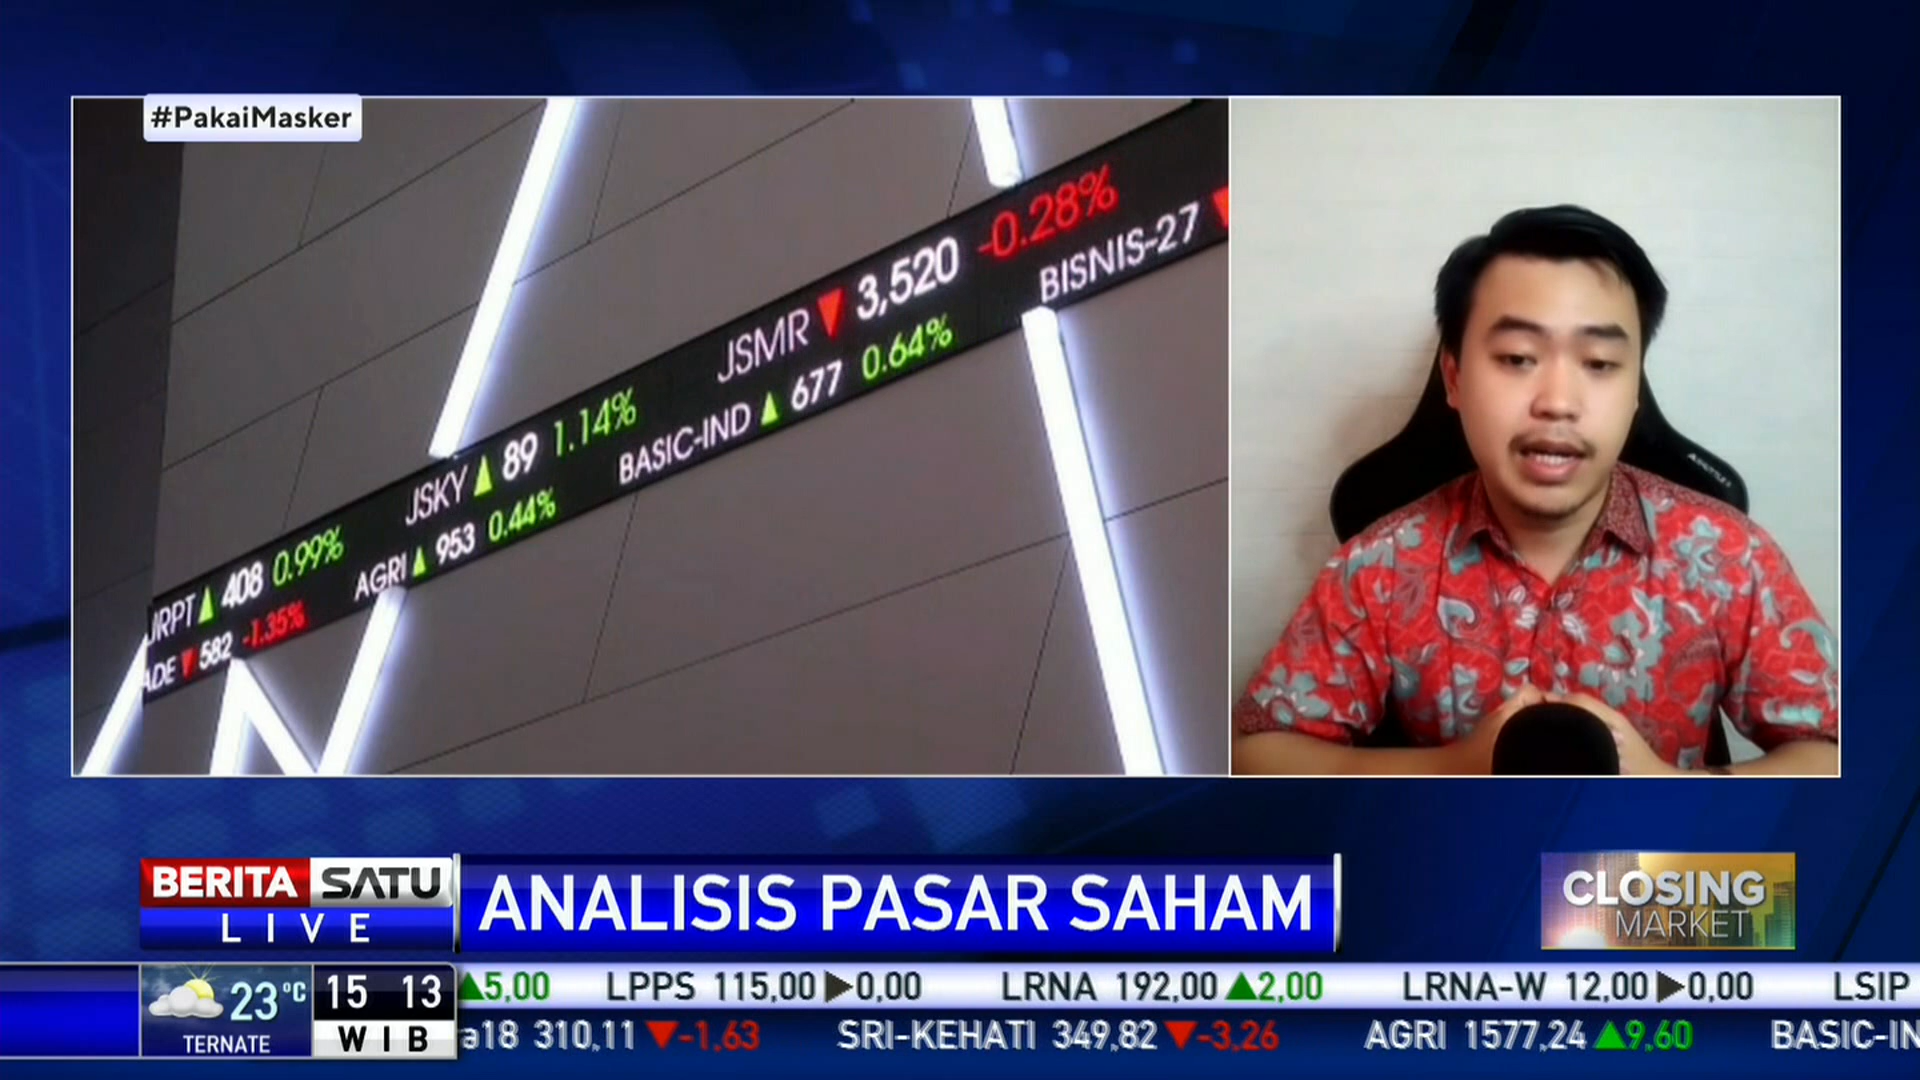 #PakaiMasker
JSMR ▼ 3,520 -0.28%
BISNIS-27 ▼
JSKY ▲ 89 1.14%
BASIC-IND ▲ 677 0.64%
JRPT ▲ 408 0.99%
AGRI ▲ 953 0.44%
ADE ▼ 582 -1.35%
BERITA SATU
LIVE
ANALISIS PASAR SAHAM
CLOSING
MARKET
23°C
TERNATE
15 13
WIB
▲5,00 LPPS 115,00▶0,00 LRNA 192,00▲2,00 LRNA-W 12,00▶0,00 LSIP
a18 310,11▼-1,63 SRI-KEHATI 349,82▼-3,26 AGRI 1577,24▲9,60 BASIC-IN